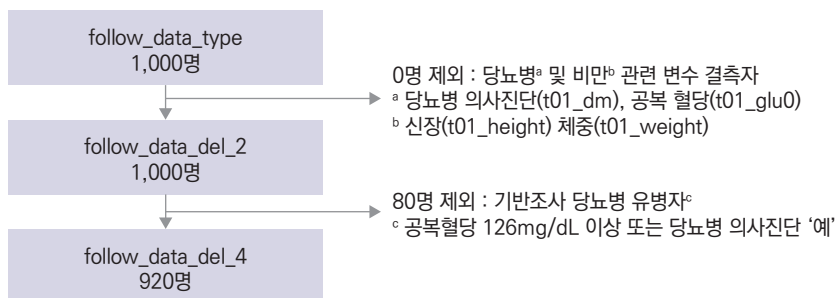 follow_data_type
1,000명
0명 제외 : 당뇨병ᵃ 및 비만ᵇ 관련 변수 결측자
ᵃ 당뇨병 의사진단(t01_dm), 공복 혈당(t01_glu0)
ᵇ 신장(t01_height) 체중(t01_weight)
follow_data_del_2
1,000명
80명 제외 : 기반조사 당뇨병 유병자ᶜ
ᶜ 공복혈당 126mg/dL 이상 또는 당뇨병 의사진단 ‘예’
follow_data_del_4
920명